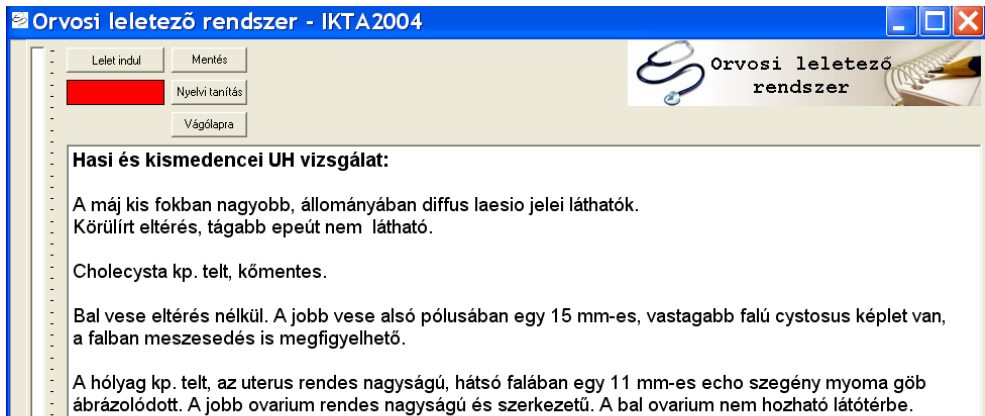 Orvosi leletező rendszer - IKTA2004
Lelet indul
Mentés
Nyelvi tanítás
Vágólapra
Orvosi leletező
rendszer
Hasi és kismedencei UH vizsgálat:
A máj kis fokban nagyobb, állományában diffus laesio jelei láthatók.
Körülírt eltérés, tágabb epeút nem látható.
Cholecysta kp. telt, kőmentes.
Bal vese eltérés nélkül. A jobb vese alsó pólusában egy 15 mm-es, vastagabb falú cystosus képlet van,
a falban meszesedés is megfigyelhető.
A hólyag kp. telt, az uterus rendes nagyságú, hátsó falában egy 11 mm-es echo szegény myoma göb
ábrázolódott. A jobb ovarium rendes nagyságú és szerkezetű. A bal ovarium nem hozható látótérbe.